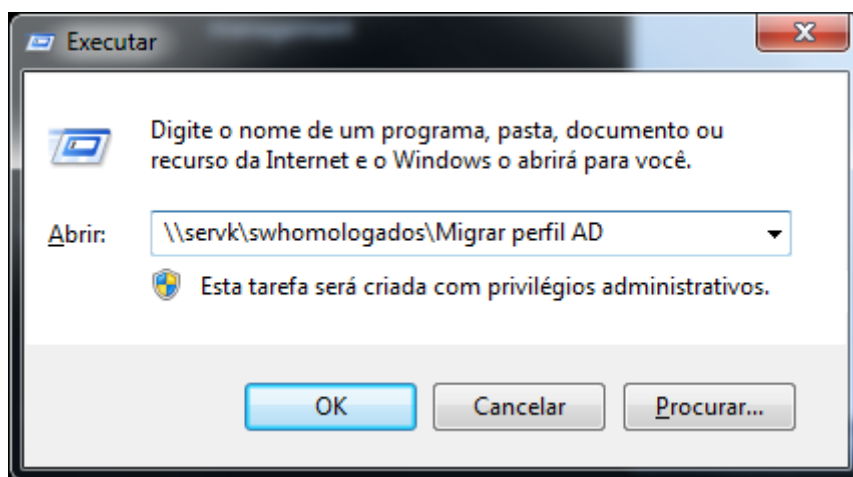 Executar
Digite o nome de um programa, pasta, documento ou
recurso da Internet e o Windows o abrirá para você.
Abrir: \\servk\swhomologados\Migrar perfil AD
Esta tarefa será criada com privilégios administrativos.
OK Cancelar Procurar...